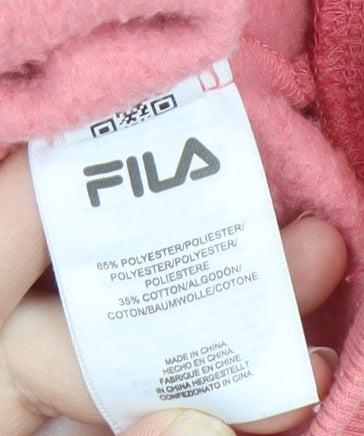 FILA
65% POLYESTER/POLIESTER/
POLYESTER/POLYESTER/
POLIESTERE
35% COTTON/ALGODÓN/
COTON/BAUMWOLLE/COTONE
MADE IN CHINA.
HECHO EN CHINA.
FABRIQUE EN CHINE.
IN CHINA HERGESTELLT
CONFEZIONATO IN CINA.